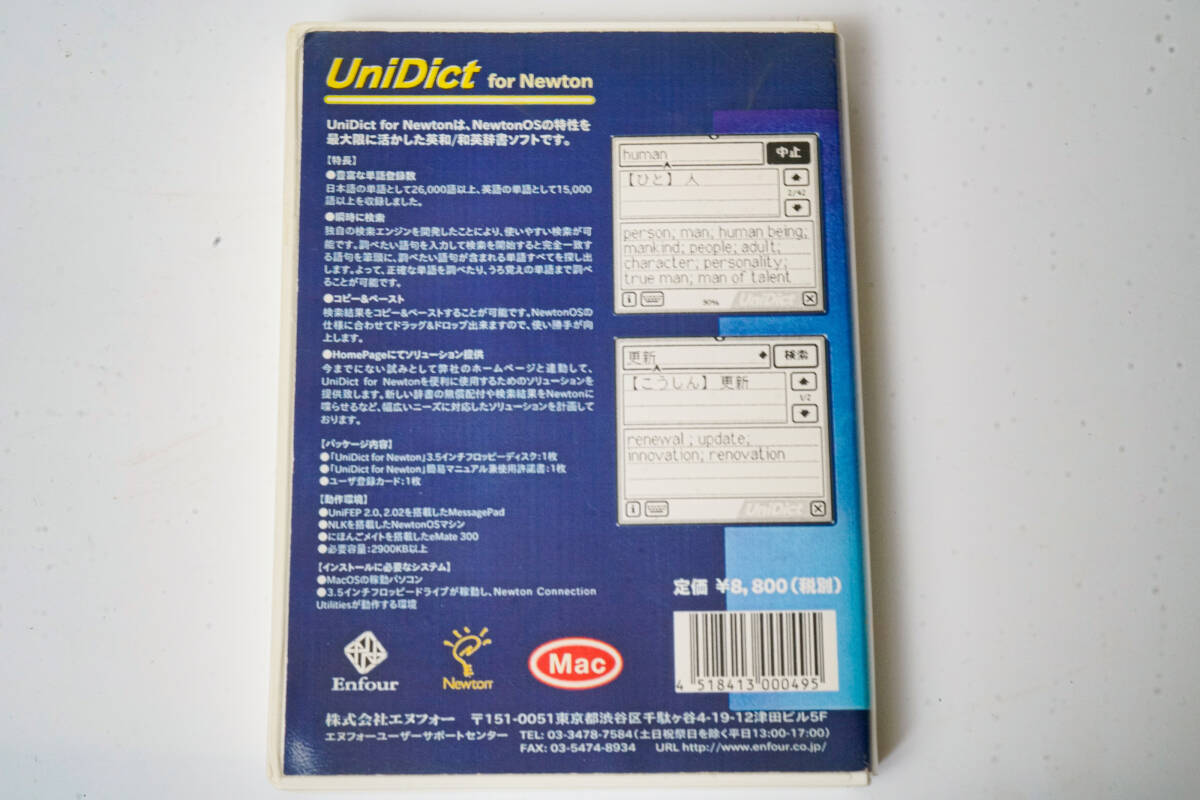 UniDict for Newton
UniDict for Newtonは、NewtonOSの特性を
最大限に活かした英和/和英辞書ソフトです。
【特長】
●豊富な単語登録数
日本語の単語として26,000語以上、英語の単語として15,000
語以上を収録しました。
●瞬時に検索
独自の検索エンジンを開発したことにより、使いやすい検索が可
能です。調べたい語句を入力して検索を開始すると完全一致す
る語句を筆頭に、調べたい語句が含まれる単語すべてを探し出
します。よって、正確な単語を調べたり、うろ覚えの単語まで調べ
ることが可能です。
●コピー&ペースト
検索結果をコピー&ペーストすることが可能です。NewtonOSの
仕様に合わせてドラッグ&ドロップ出来ますので、使い勝手が向
上します。
●HomePageにてソリューション提供
今までにない試みとして弊社のホームページと連動して、
UniDict for Newtonを便利に使用するためのソリューションを
提供致します。新しい辞書の無償配付や検索結果をNewtonに
喋らせるなど、幅広いニーズに対応したソリューションを計画して
おります。
【パッケージ内容】
●「UniDict for Newton」3.5インチフロッピーディスク:1枚
●「UniDict for Newton」簡易マニュアル兼使用許諾書:1枚
●ユーザ登録カード:1枚
【動作環境】
●UniFEP 2.0, 2.02を搭載したMessagePad
●NLKを搭載したNewtonOSマシン
●にほんごメイトを搭載したeMate 300
●必要容量:2900KB以上
【インストールに必要なシステム】
●MacOSの稼動パソコン
●3.5インチフロッピードライブが稼動し、Newton Connection
Utilitiesが動作する環境
human 中止
【ひと】 人
2/42
person; man; human being;
mankind; people; adult;
character; personality;
true man; man of talent
i 90% UniDict
更新 検索
【こうしん】 更新
1/2
renewal ; update;
innovation; renovation
i UniDict
定価 ¥8,800(税別)
4 518413 000495
Enfour
Newton
Mac
株式会社エヌフォー 〒151-0051東京都渋谷区千駄ヶ谷4-19-12津田ビル5F
エヌフォーユーザーサポートセンター TEL: 03-3478-7584(土日祝祭日を除く平日13:00-17:00)
FAX: 03-5474-8934 URL http://www.enfour.co.jp/